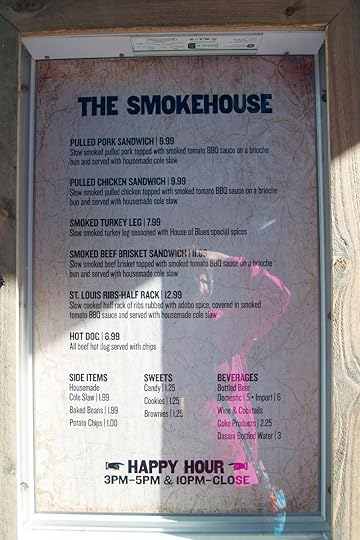 THE SMOKEHOUSE
PULLED PORK SANDWICH | 9.99
Slow smoked pulled pork topped with smoked tomato BBQ sauce on a brioche
bun and served with housemade cole slaw
PULLED CHICKEN SANDWICH | 9.99
Slow smoked pulled chicken topped with smoked tomato BBQ sauce on a brioche
bun and served with housemade cole slaw
SMOKED TURKEY LEG | 7.99
Slow smoked turkey leg seasoned with House of Blues special spices
SMOKED BEEF BRISKET SANDWICH |
Slow smoked beef brisket topped with smoked tomato BBQ sauce on a brioche
bun and served with housemade cole slaw
ST. LOUIS RIBS-HALF RACK | 12.99
Slow cooked half rack of ribs rubbed with adobo spice, covered in smoked
tomato BBQ sauce and served with housemade cole slaw
HOT DOG | 6.99
All beef hot dog served with chips
SIDE ITEMS
Housemade
Cole Slaw | 1.99
Baked Beans | 1.99
Potato Chips | 1.00
SWEETS
Candy | 1.25
Cookies | 1.25
Brownies | 1.25
BEVERAGES
Bottled Beer
Domestic | 5 • Import | 6
Wine & Cocktails
Coke Products | 2.25
Dasani Bottled Water | 3
HAPPY HOUR
3PM-5PM & 10PM-CLOSE